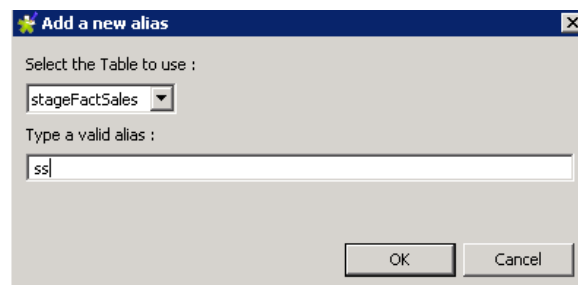 Add a new alias
Select the Table to use :
stageFactSales
Type a valid alias :
ss
OK Cancel